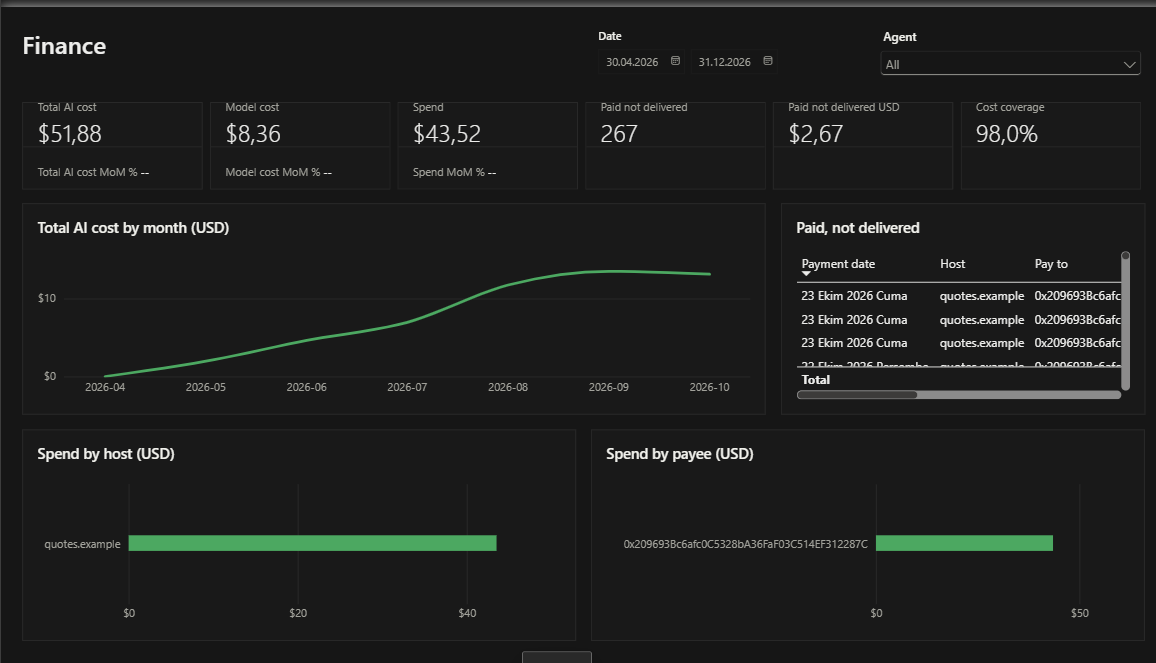 Finance
Date
30.04.2026 31.12.2026
Agent
All
Total AI cost
$51,88
Total AI cost MoM % --
Model cost
$8,36
Model cost MoM % --
Spend
$43,52
Spend MoM % --
Paid not delivered
267
Paid not delivered USD
$2,67
Cost coverage
98,0%
Total AI cost by month (USD)
$10
$0
2026-04 2026-05 2026-06 2026-07 2026-08 2026-09 2026-10
Paid, not delivered
Payment date Host Pay to
23 Ekim 2026 Cuma quotes.example 0x209693Bc6afc
23 Ekim 2026 Cuma quotes.example 0x209693Bc6afc
23 Ekim 2026 Cuma quotes.example 0x209693Bc6afc
Total
Spend by host (USD)
quotes.example
$0 $20 $40
Spend by payee (USD)
0x209693Bc6afc0C5328bA36FaF03C514EF312287C
$0 $50